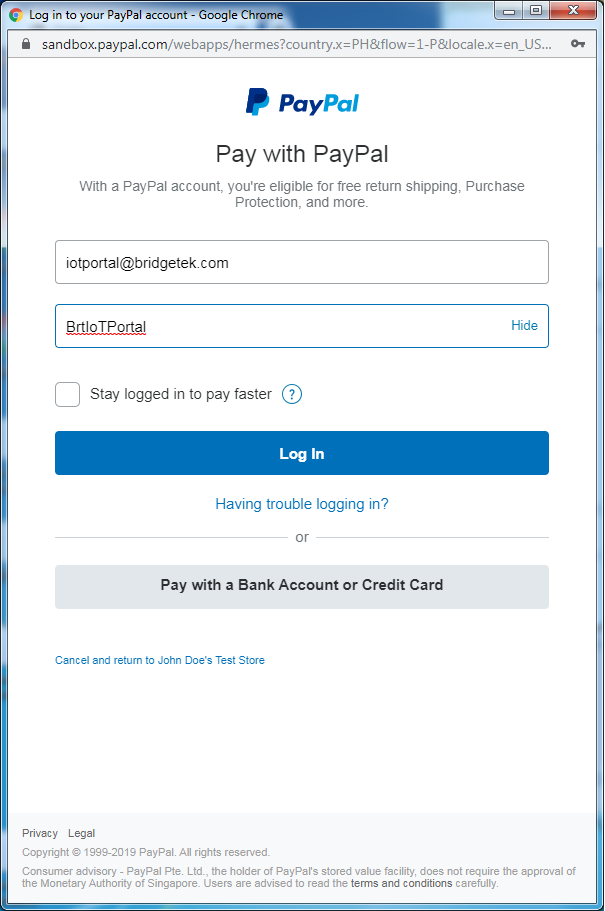 Log in to your PayPal account - Google Chrome
sandbox.paypal.com/webapps/hermes?country.x=PH&flow=1-P&locale.x=en_US...
PayPal
Pay with PayPal
With a PayPal account, you're eligible for free return shipping, Purchase
Protection, and more.
iotportal@bridgetek.com
BrtIoTPortal
Hide
Stay logged in to pay faster ?
Log In
Having trouble logging in?
or
Pay with a Bank Account or Credit Card
Cancel and return to John Doe's Test Store
Privacy Legal
Copyright © 1999-2019 PayPal. All rights reserved.
Consumer advisory - PayPal Pte. Ltd., the holder of PayPal's stored value facility, does not require the approval of
the Monetary Authority of Singapore. Users are advised to read the terms and conditions carefully.